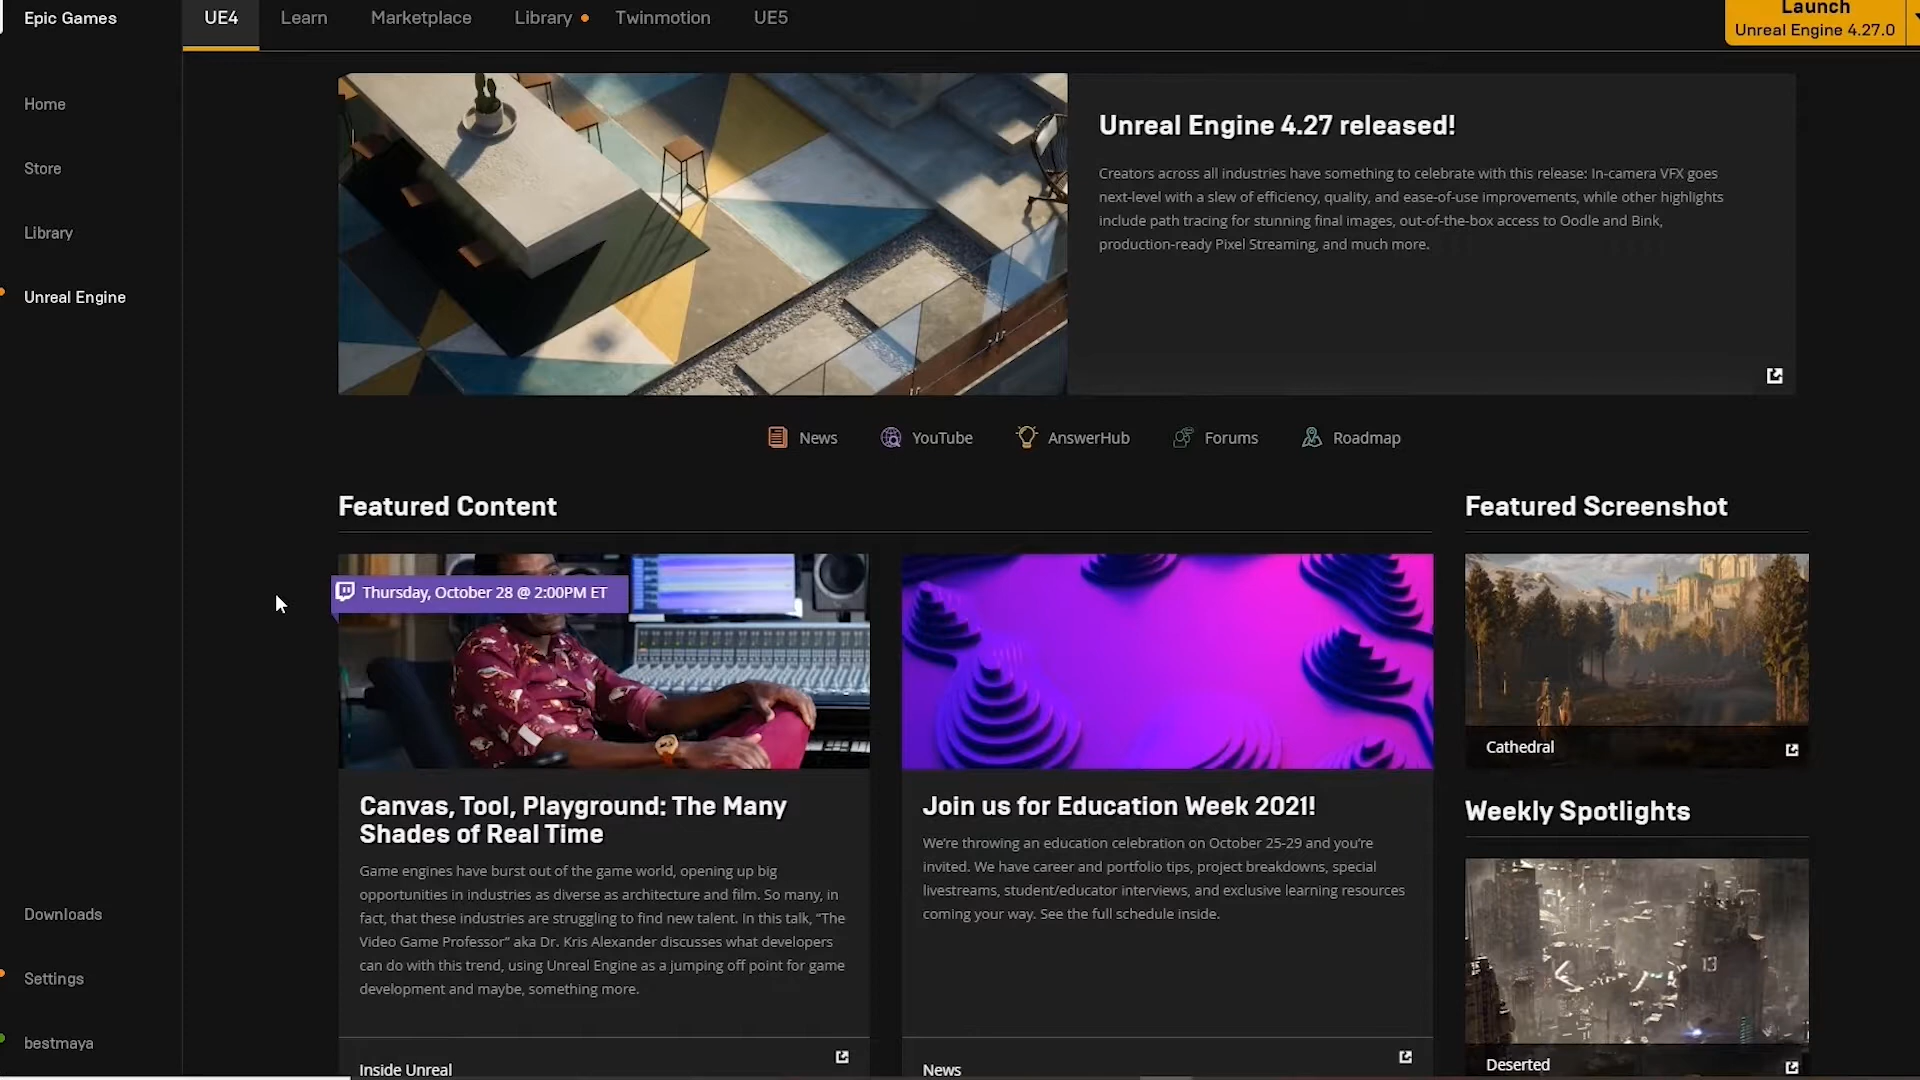 Epic Games
UE4
Learn
Marketplace
Library
Twinmotion
UE5
Launch
Unreal Engine 4.27.0
Home
Store
Library
Unreal Engine
Downloads
Settings
bestmaya
Unreal Engine 4.27 released!
Creators across all industries have something to celebrate with this release: In-camera VFX goes
next-level with a slew of efficiency, quality, and ease-of-use improvements, while other highlights
include path tracing for stunning final images, out-of-the-box access to Oodle and Bink,
production-ready Pixel Streaming, and much more.
News
YouTube
AnswerHub
Forums
Roadmap
Featured Content
Thursday, October 28 @ 2:00PM ET
Canvas, Tool, Playground: The Many
Shades of Real Time
Game engines have burst out of the game world, opening up big
opportunities in industries as diverse as architecture and film. So many, in
fact, that these industries are struggling to find new talent. In this talk, “The
Video Game Professor” aka Dr. Kris Alexander discusses what developers
can do with this trend, using Unreal Engine as a jumping off point for game
development and maybe, something more.
Inside Unreal
Join us for Education Week 2021!
We’re throwing an education celebration on October 25-29 and you’re
invited. We have career and portfolio tips, project breakdowns, special
livestreams, student/educator interviews, and exclusive learning resources
coming your way. See the full schedule inside.
News
Featured Screenshot
Cathedral
Weekly Spotlights
13
Deserted